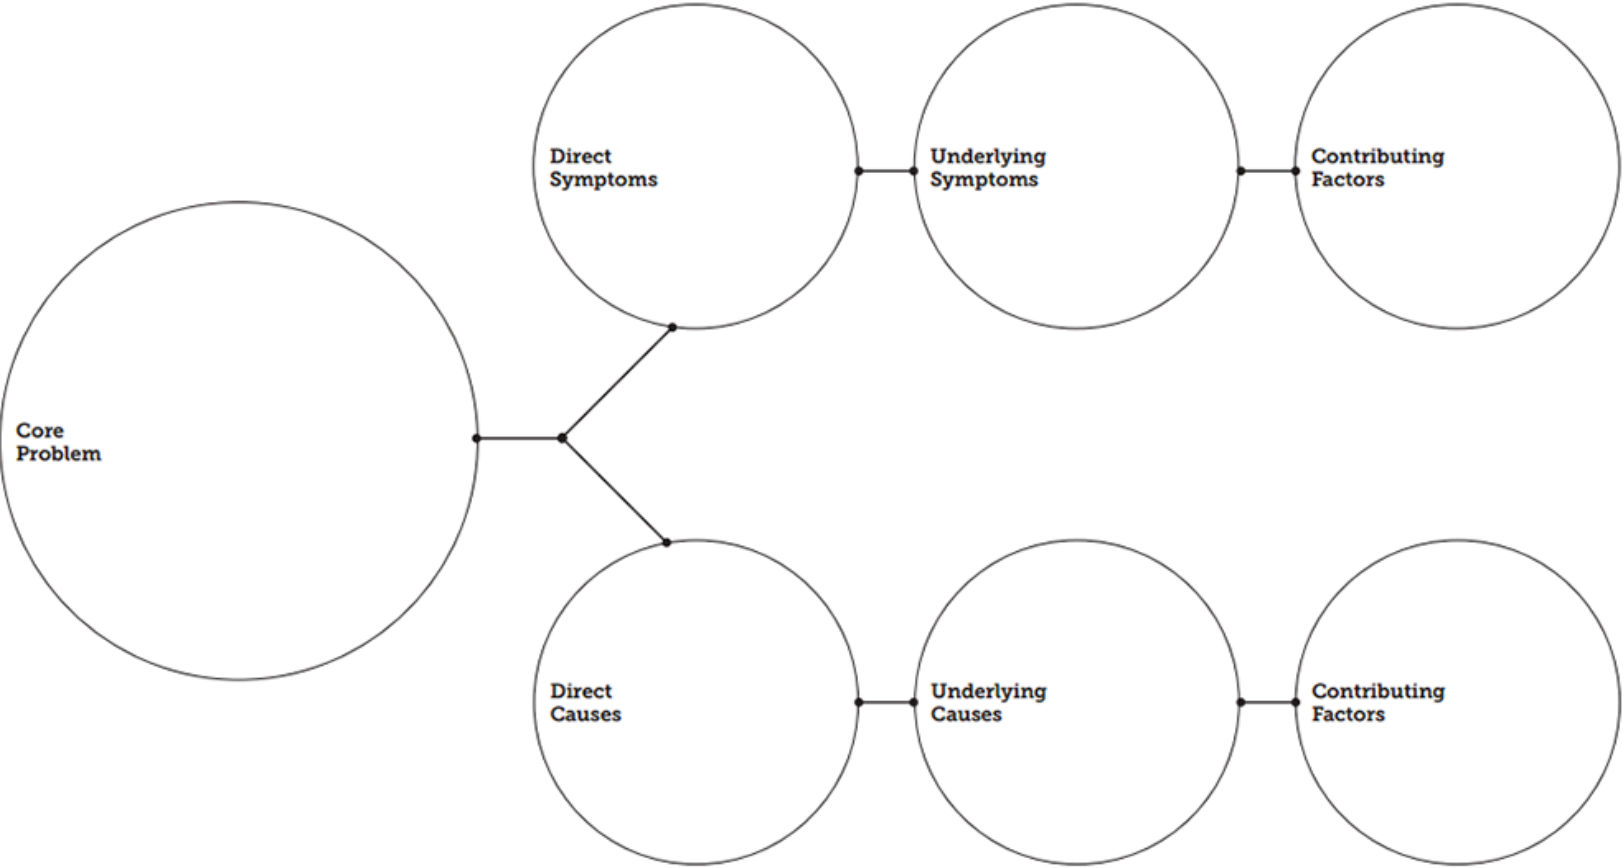 Direct
Symptoms
Underlying
Symptoms
Contributing
Factors
Core
Problem
Direct
Causes
Underlying
Causes
Contributing
Factors